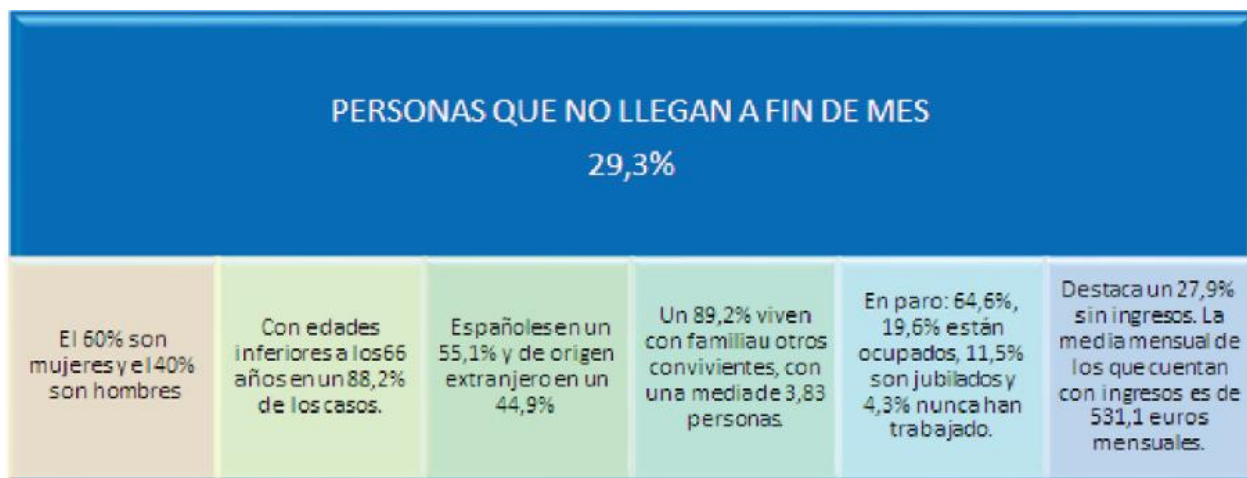 PERSONAS QUE NO LLEGAN A FIN DE MES
29,3%
El 60% son
mujeres y el 40%
son hombres
Con edades
inferiores a los 66
años en un 88,2%
de los casos.
Españoles en un
55,1% y de origen
extranjero en un
44,9%
Un 89,2% viven
con familia u otros
convivientes, con
una media de 3,83
personas.
En paro: 64,6%,
19,6% están
ocupados, 11,5%
son jubilados y
4,3% nunca han
trabajado.
Destaca un 27,9%
sin ingresos. La
media mensual de
los que cuentan
con ingresos es de
531,1 euros
mensuales.